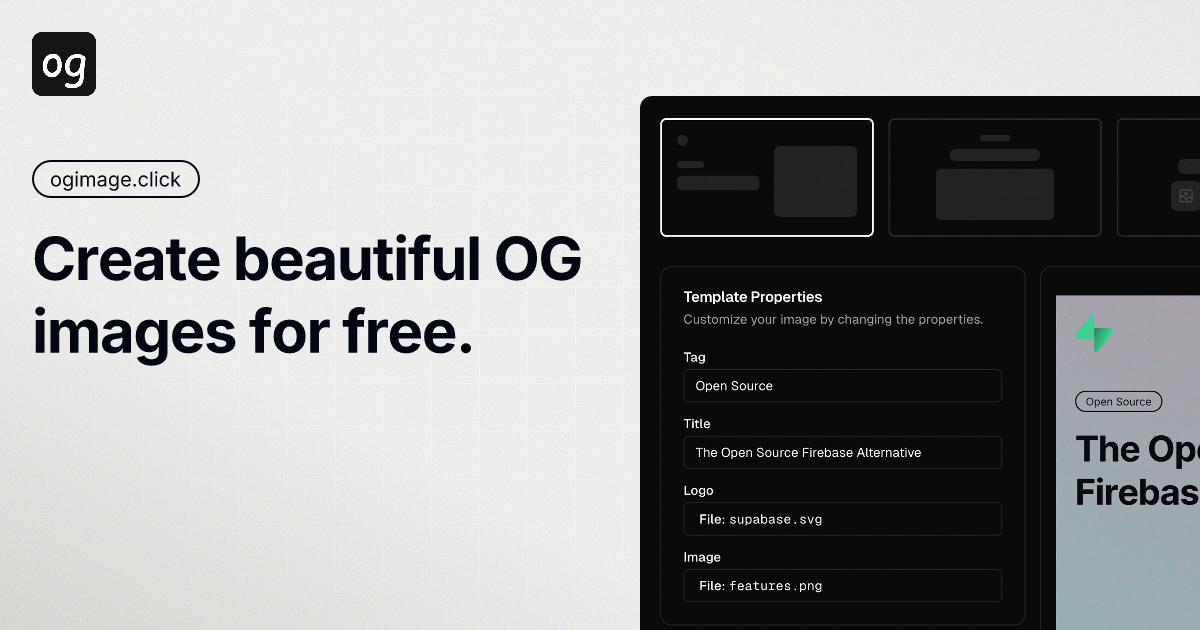 og
ogimage.click
Create beautiful OG
images for free.
Template Properties
Customize your image by changing the properties.
Tag
Open Source
Title
The Open Source Firebase Alternative
Logo
File: supabase.svg
Image
File: features.png
Open Source
The Op
Firebas